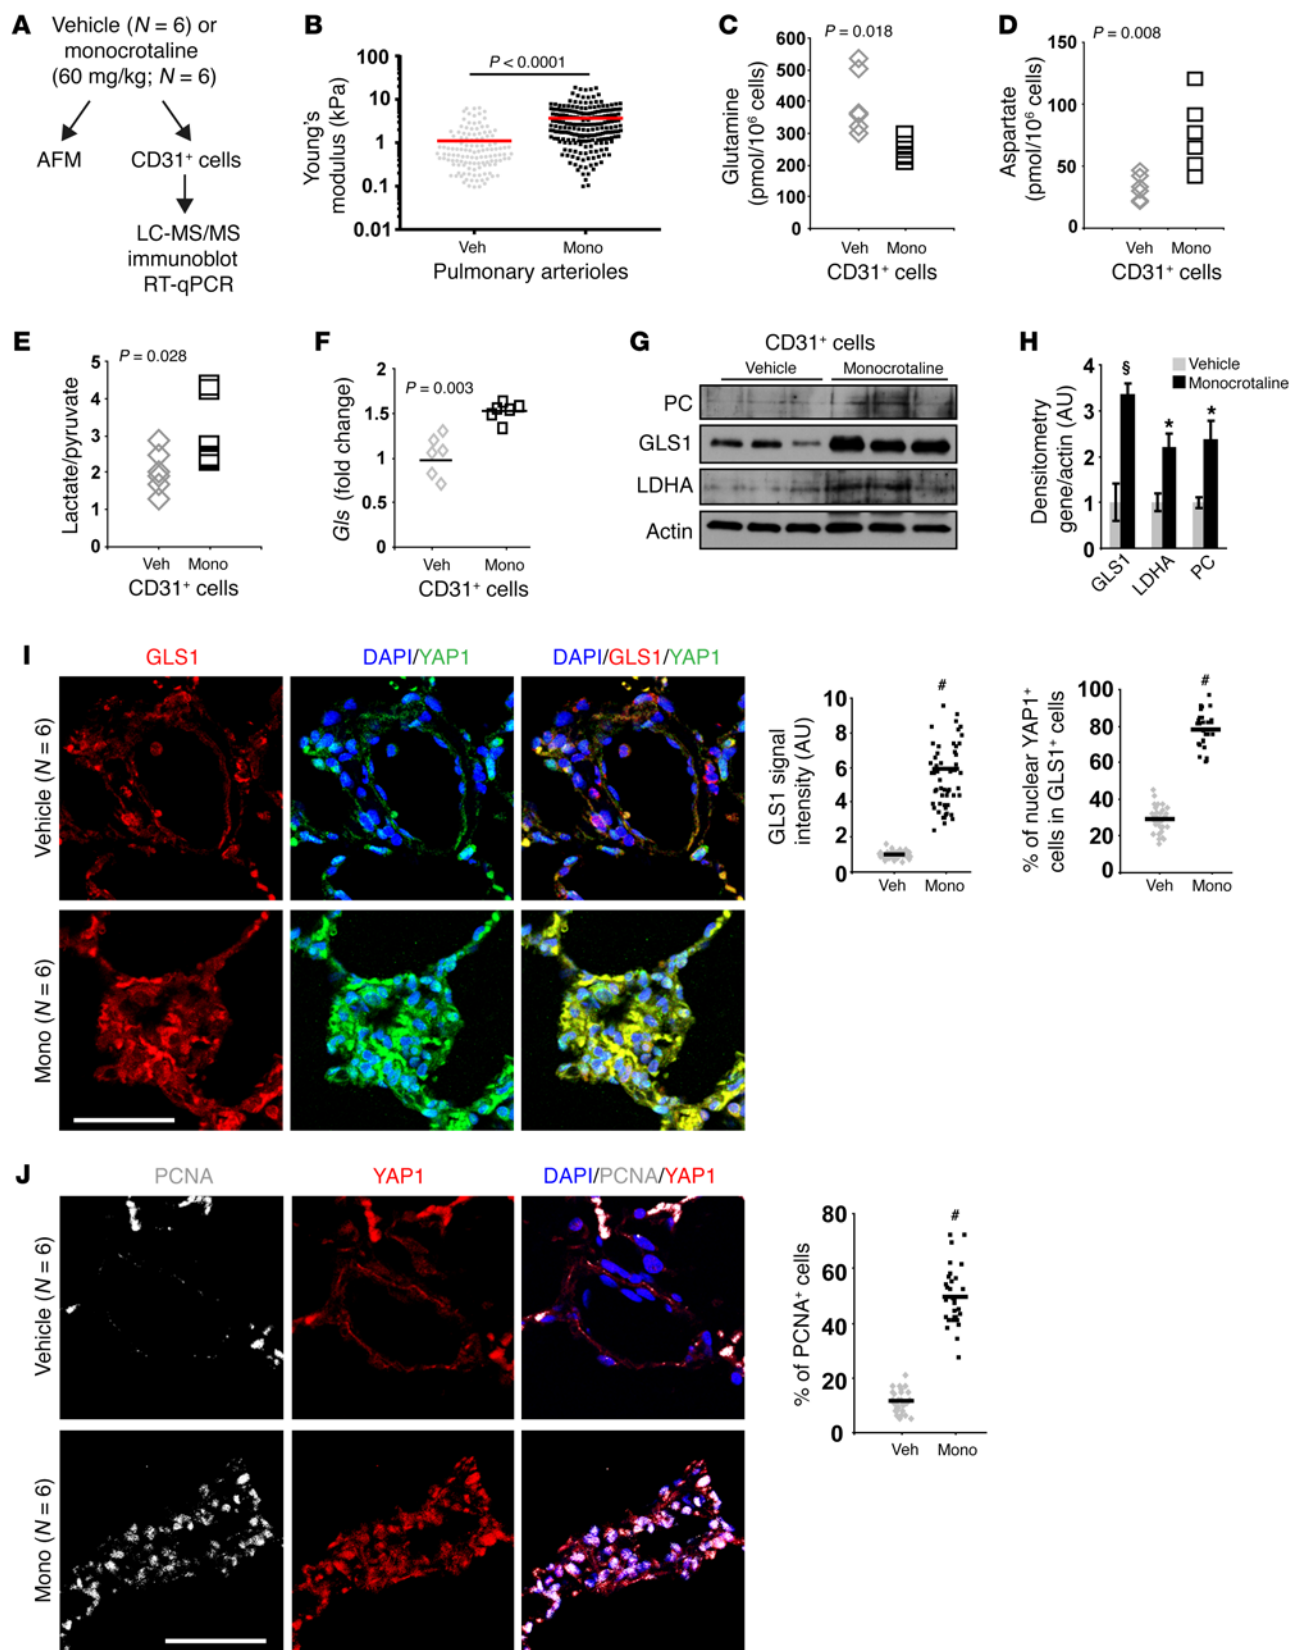 A
Vehicle (N = 6) or
monocrotaline
(60 mg/kg; N = 6)
AFM
CD31+ cells
LC-MS/MS
immunoblot
RT-qPCR
B
P < 0.0001
Young's
modulus (kPa)
100
10
1
0.1
0.01
Veh
Mono
Pulmonary arterioles
C
P = 0.018
Glutamine
(pmol/10⁶ cells)
600
500
400
300
200
100
0
Veh
Mono
CD31+ cells
D
P = 0.008
Aspartate
(pmol/10⁶ cells)
150
100
50
0
Veh
Mono
CD31+ cells
E
P = 0.028
Lactate/pyruvate
5
4
3
2
1
0
Veh
Mono
CD31+ cells
F
P = 0.003
Gls (fold change)
2
1.5
1
0.5
0
Veh
Mono
CD31+ cells
G
CD31+ cells
Vehicle
Monocrotaline
PC
GLS1
LDHA
Actin
H
Vehicle
Monocrotaline
Densitometry
gene/actin (AU)
4
3
2
1
0
§
*
*
GLS1
LDHA
PC
I
GLS1
DAPI/YAP1
DAPI/GLS1/YAP1
Vehicle (N = 6)
Mono (N = 6)
GLS1 signal
intensity (AU)
10
8
6
4
2
0
#
Veh
Mono
% of nuclear YAP1+
cells in GLS1+ cells
100
80
60
40
20
0
#
Veh
Mono
J
PCNA
YAP1
DAPI/PCNA/YAP1
Vehicle (N = 6)
Mono (N = 6)
% of PCNA+ cells
80
60
40
20
0
#
Veh
Mono